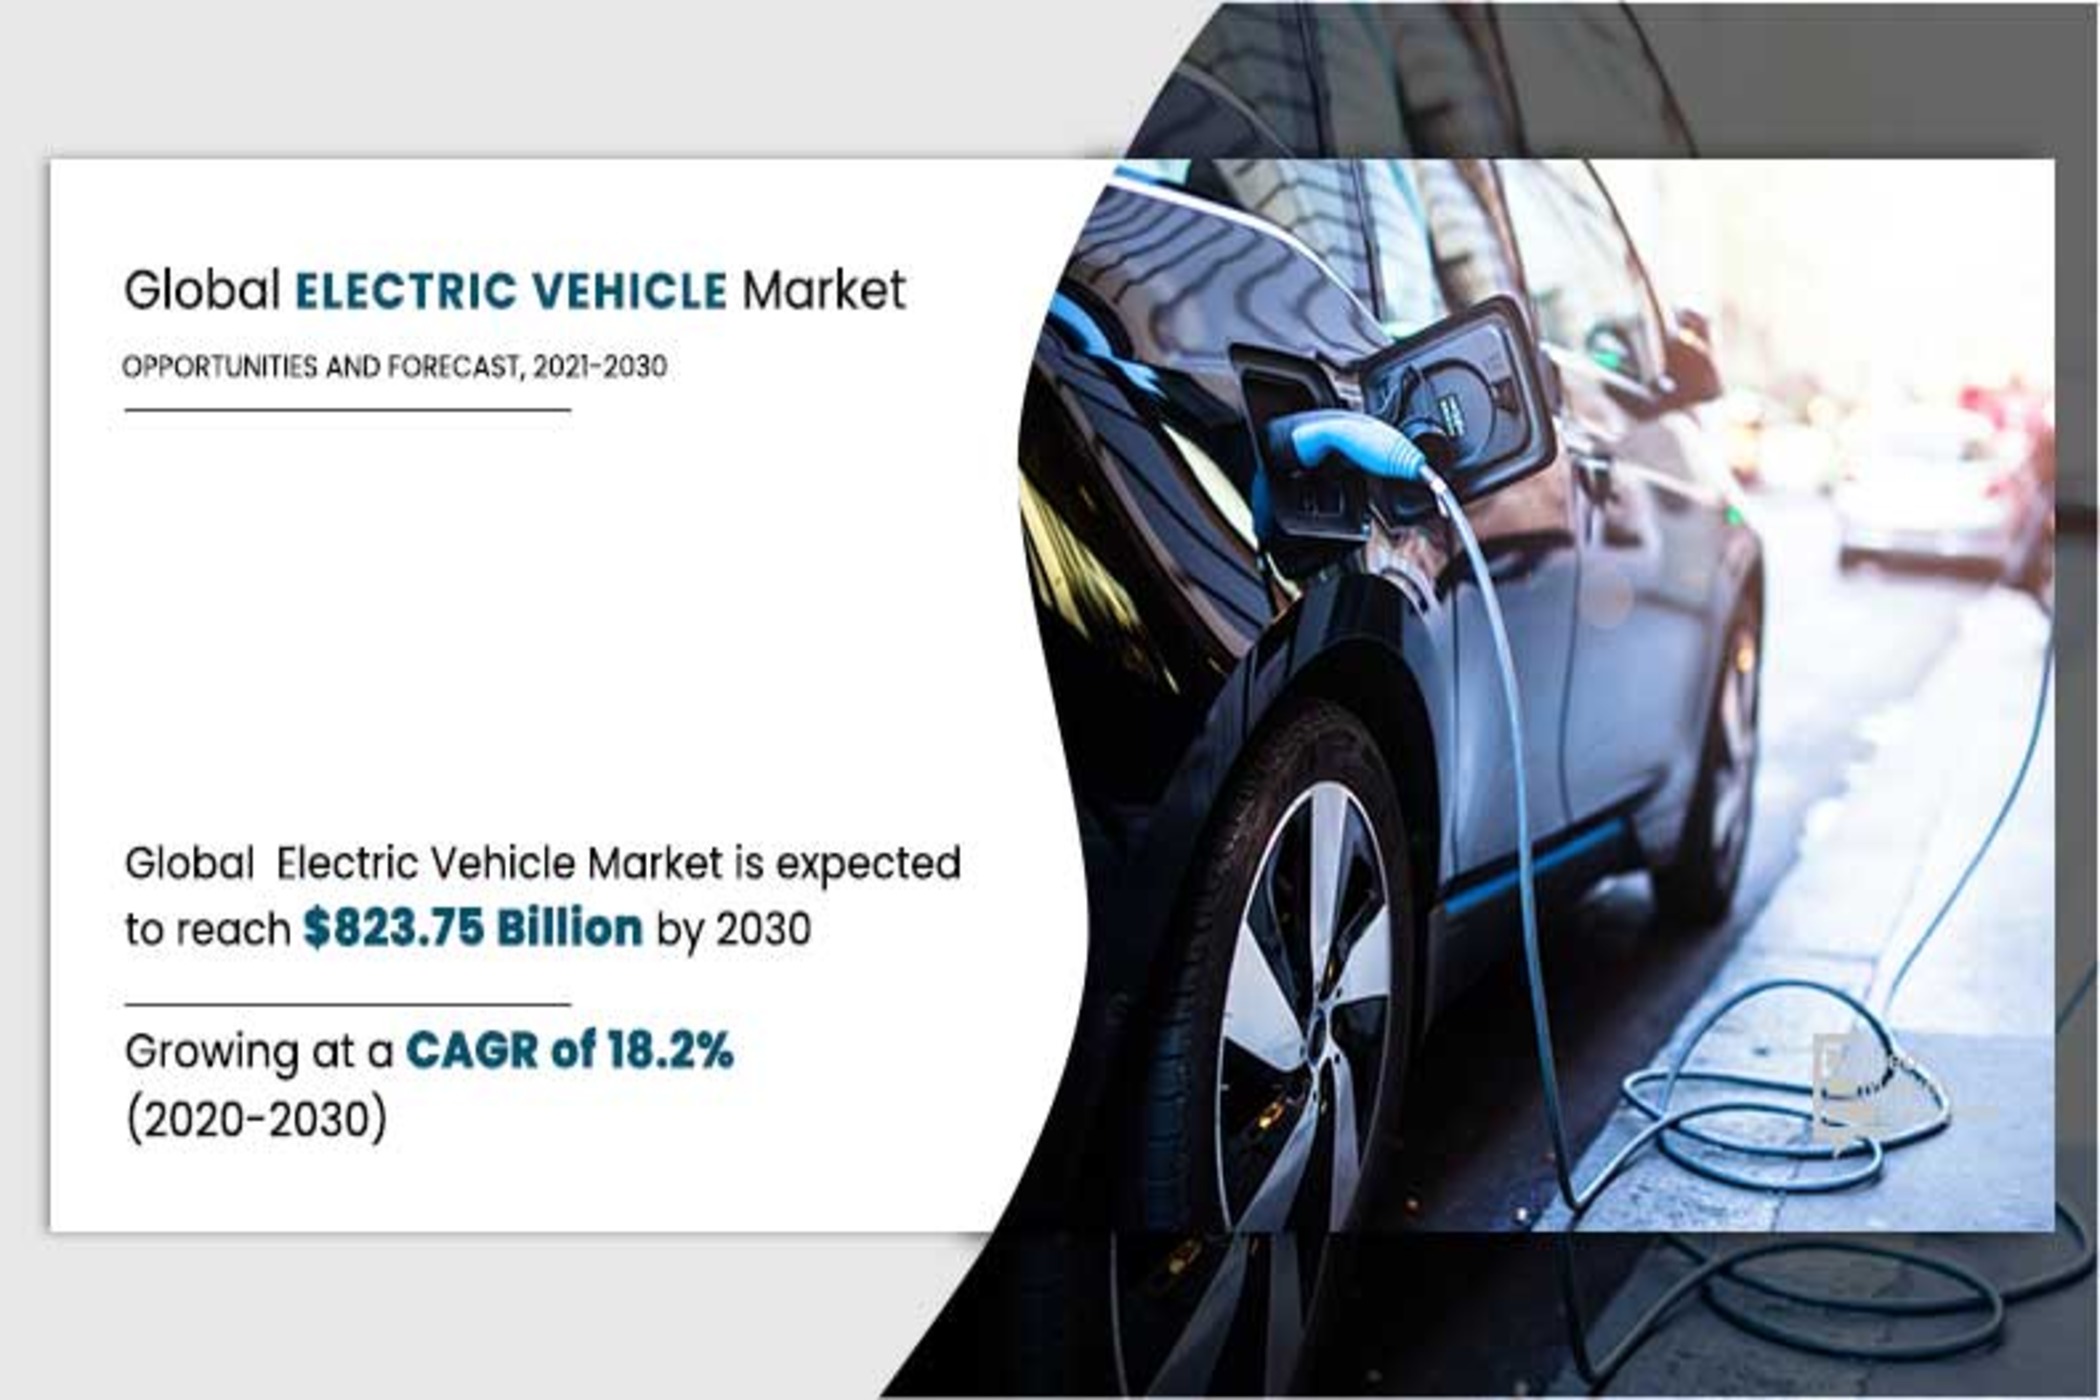 Global ELECTRIC VEHICLE Market
OPPORTUNITIES AND FORECAST, 2021-2030
Global Electric Vehicle Market is expected
to reach $823.75 Billion by 2030
Growing at a CAGR of 18.2%
(2020-2030)